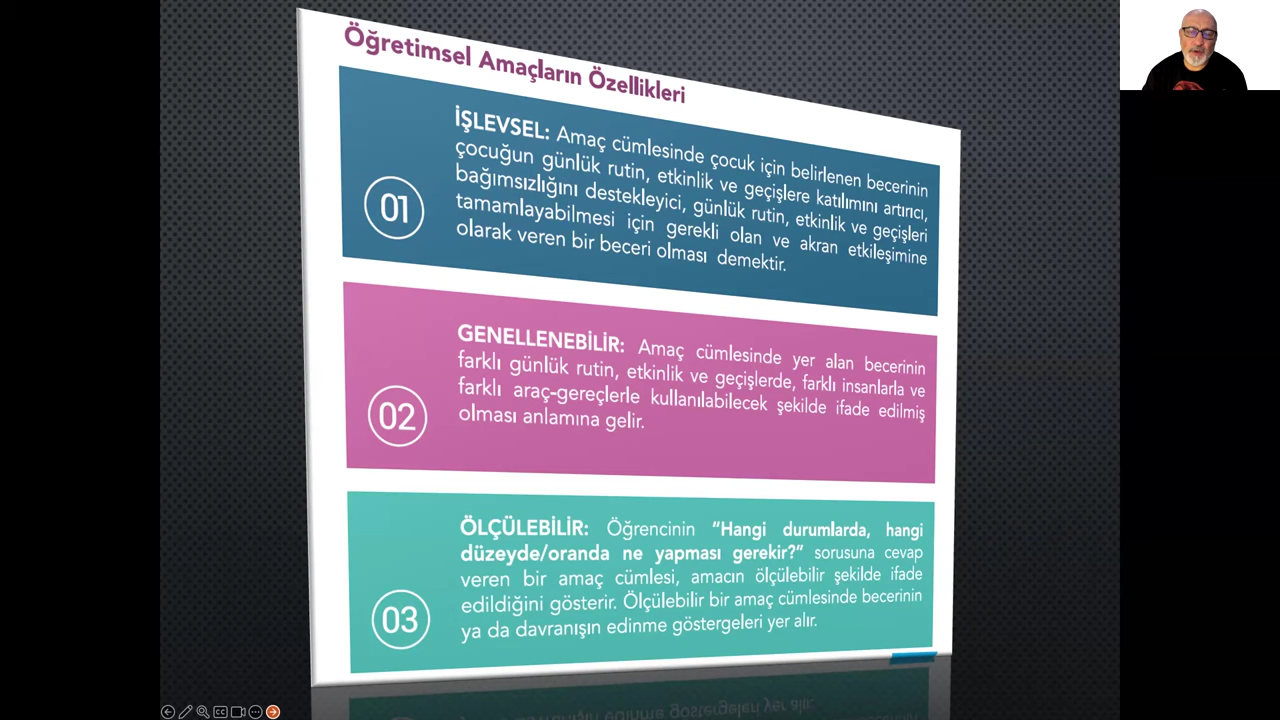 Öğretimsel Amaçların Özellikleri
01
İŞLEVSEL: Amaç cümlesinde çocuk için belirlenen becerinin
çocuğun günlük rutin, etkinlik ve geçişlere katılımını artırıcı,
bağımsızlığını destekleyici, günlük rutin, etkinlik ve geçişleri
tamamlayabilmesi için gerekli olan ve akran etkileşimine
olarak veren bir beceri olması demektir.
02
GENELLENEBİLİR: Amaç cümlesinde yer alan becerinin
farklı günlük rutin, etkinlik ve geçişlerde, farklı insanlarla ve
farklı araç-gereçlerle kullanılabilecek şekilde ifade edilmiş
olması anlamına gelir.
03
ÖLÇÜLEBİLİR: Öğrencinin “Hangi durumlarda, hangi
düzeyde/oranda ne yapması gerekir?” sorusuna cevap
veren bir amaç cümlesi, amacın ölçülebilir şekilde ifade
edildiğini gösterir. Ölçülebilir bir amaç cümlesinde becerinin
ya da davranışın edinme göstergeleri yer alır.